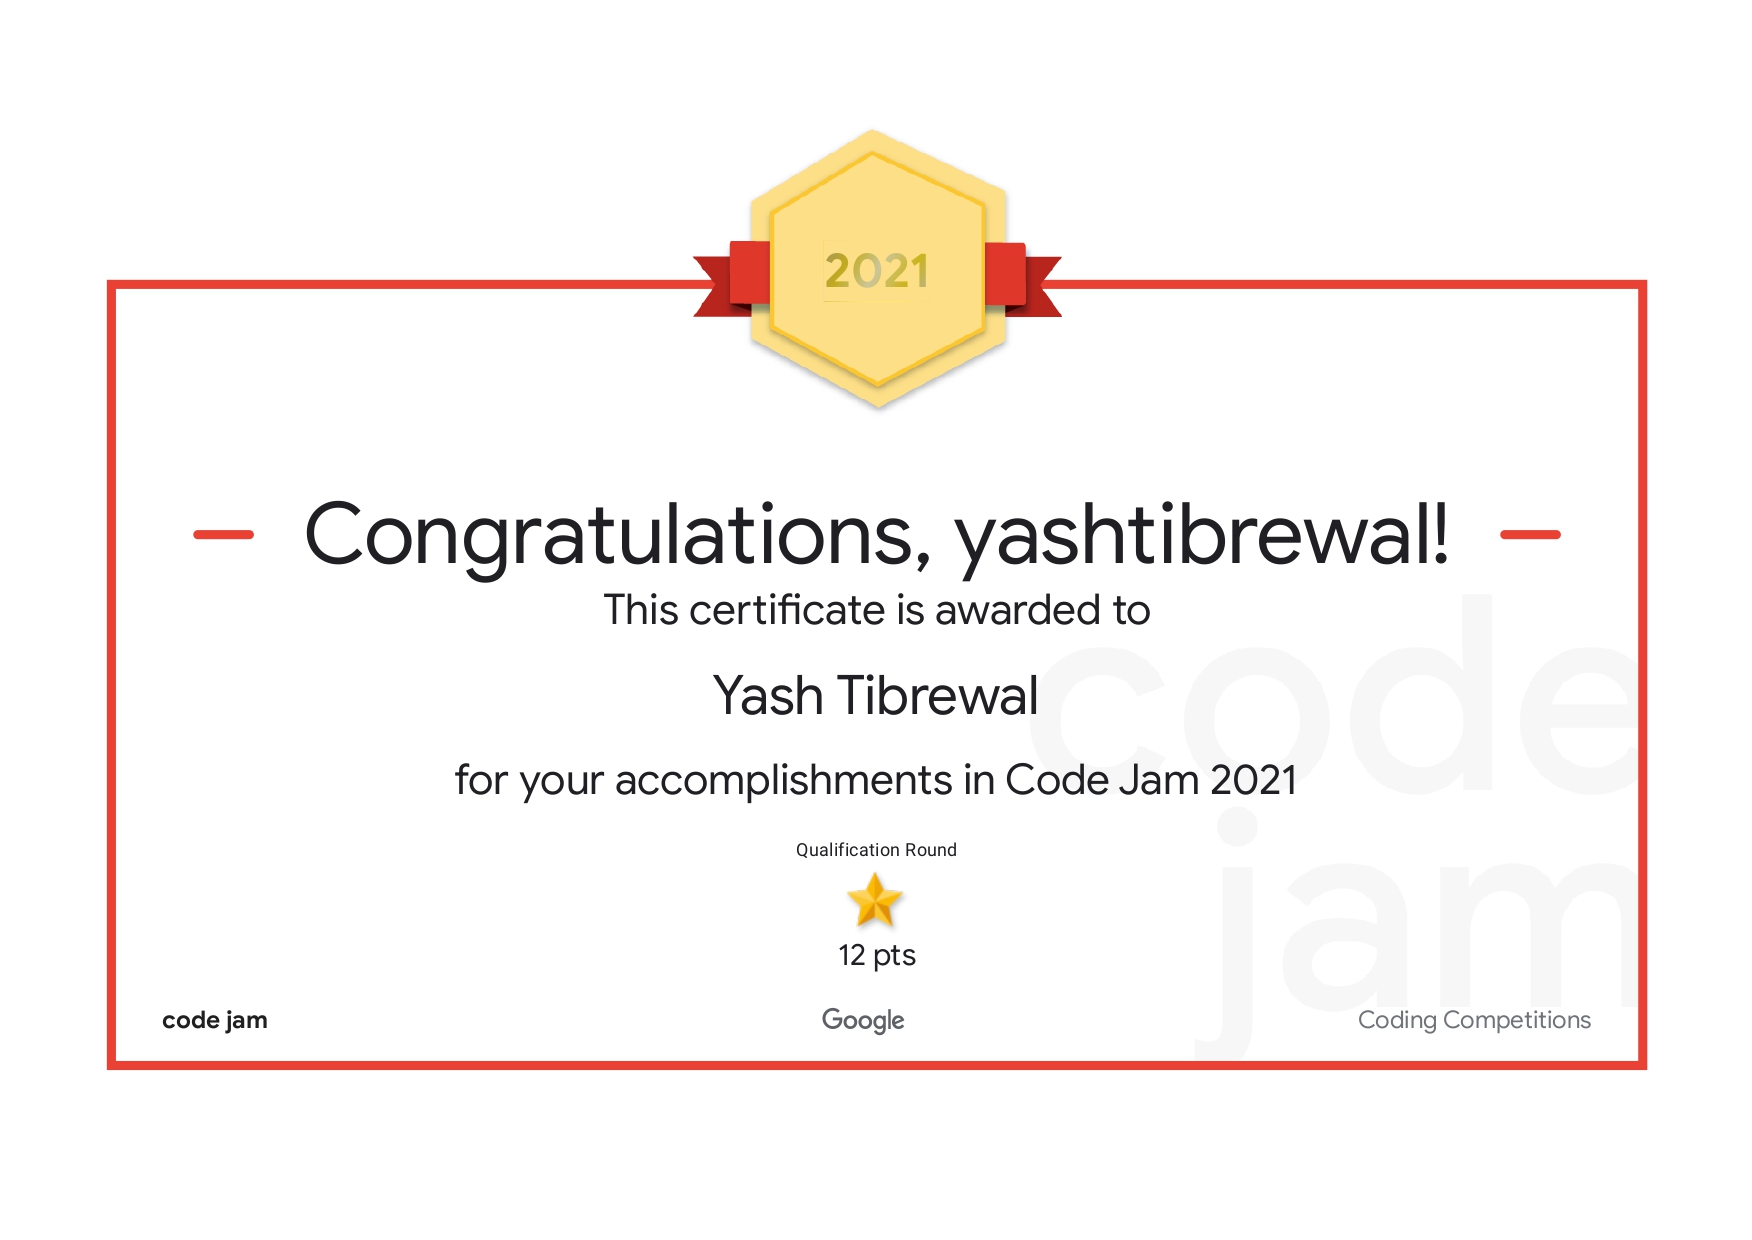 2021
Congratulations, yashtibrewal!
This certificate is awarded to
Yash Tibrewal
for your accomplishments in Code Jam 2021
Qualification Round
12 pts
code
jam
code jam
Google
Coding Competitions